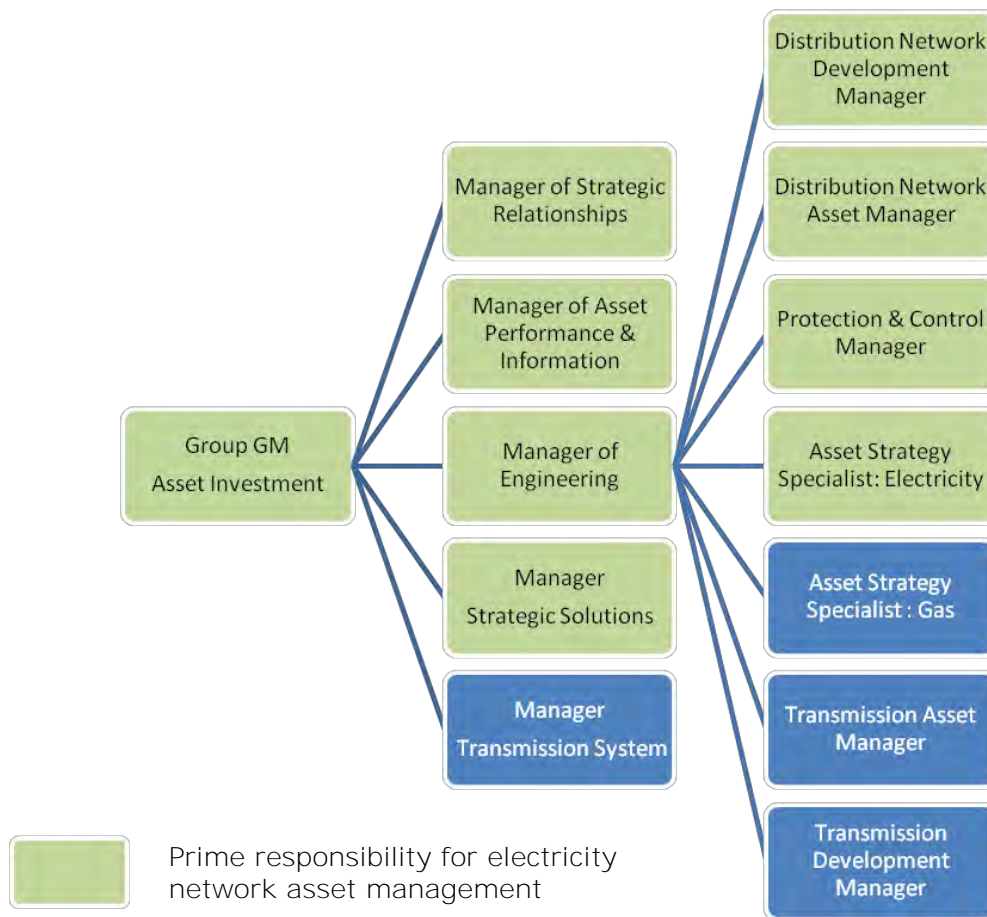 Group GM
Asset Investment
Manager of Strategic
Relationships
Manager of Asset
Performance &
Information
Manager of
Engineering
Manager
Strategic Solutions
Manager
Transmission System
Distribution Network
Development
Manager
Distribution Network
Asset Manager
Protection & Control
Manager
Asset Strategy
Specialist: Electricity
Asset Strategy
Specialist : Gas
Transmission Asset
Manager
Transmission
Development
Manager
Prime responsibility for electricity
network asset management